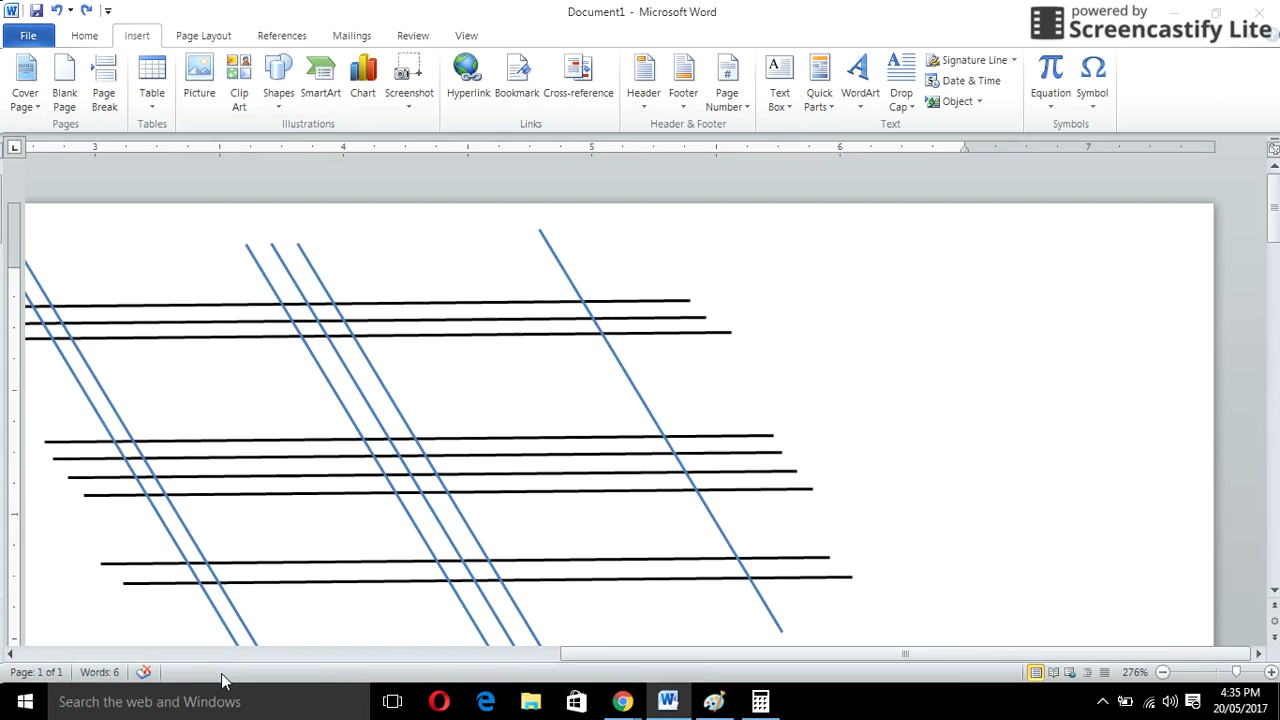 Document1 - Microsoft Word
powered by
Screencastify Lite
File Home Insert Page Layout References Mailings Review View
Cover Page
Blank Page
Page Break
Table
Picture
Clip Art
Shapes
SmartArt
Chart
Screenshot
Hyperlink
Bookmark
Cross-reference
Header
Footer
Page Number
Text Box
Quick Parts
WordArt
Drop Cap
Signature Line
Date & Time
Object
Equation
Symbol
Pages Tables Illustrations Links Header & Footer Text Symbols
3 4 5 6 7
1
Page: 1 of 1 Words: 6 276%
Search the web and Windows
4:35 PM
20/05/2017